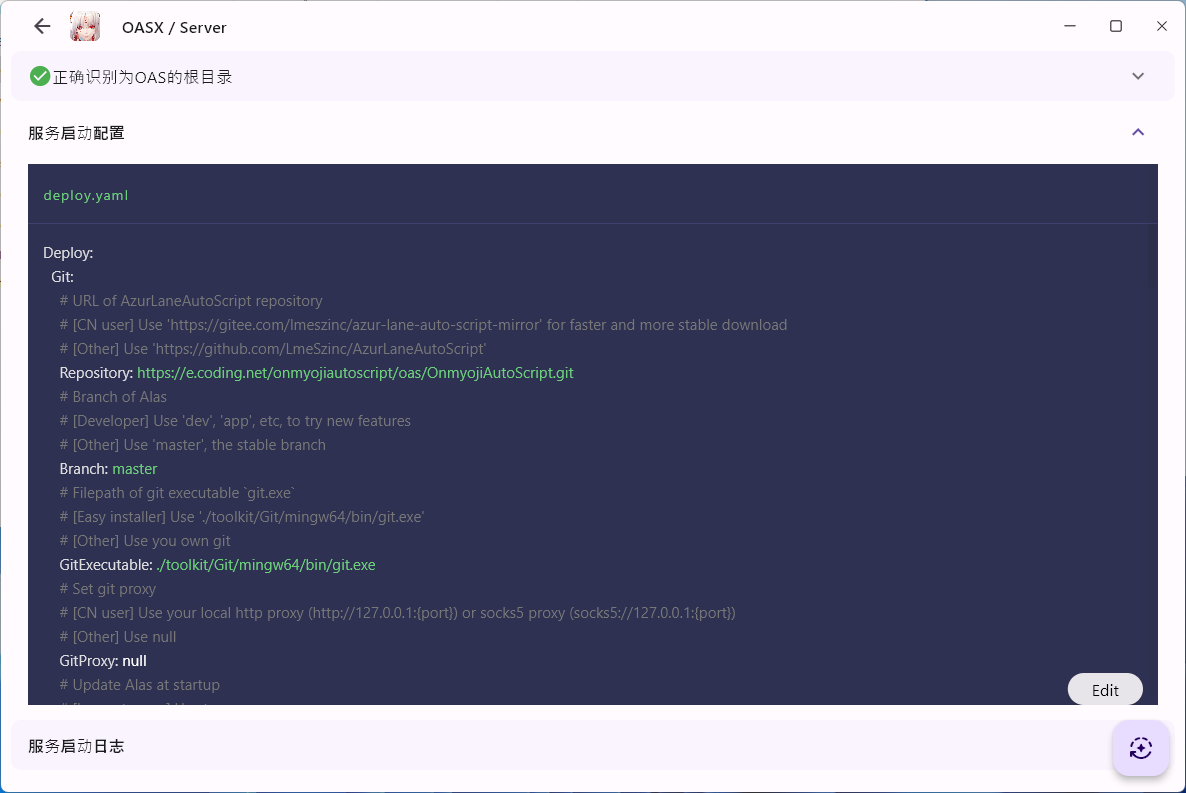 OASX / Server
正确识别为OAS的根目录
服务启动配置
deploy.yaml
Deploy:
Git:
# URL of AzurLaneAutoScript repository
# [CN user] Use 'https://gitee.com/lmeszinc/azur-lane-auto-script-mirror' for faster and more stable download
# [Other] Use 'https://github.com/LmeSzinc/AzurLaneAutoScript'
Repository: https://e.coding.net/onmyojiautoscript/oas/OnmyojiAutoScript.git
# Branch of Alas
# [Developer] Use 'dev', 'app', etc, to try new features
# [Other] Use 'master', the stable branch
Branch: master
# Filepath of git executable `git.exe`
# [Easy installer] Use './toolkit/Git/mingw64/bin/git.exe'
# [Other] Use you own git
GitExecutable: ./toolkit/Git/mingw64/bin/git.exe
# Set git proxy
# [CN user] Use your local http proxy (http://127.0.0.1:{port}) or socks5 proxy (socks5://127.0.0.1:{port})
# [Other] Use null
GitProxy: null
# Update Alas at startup
Edit
服务启动日志